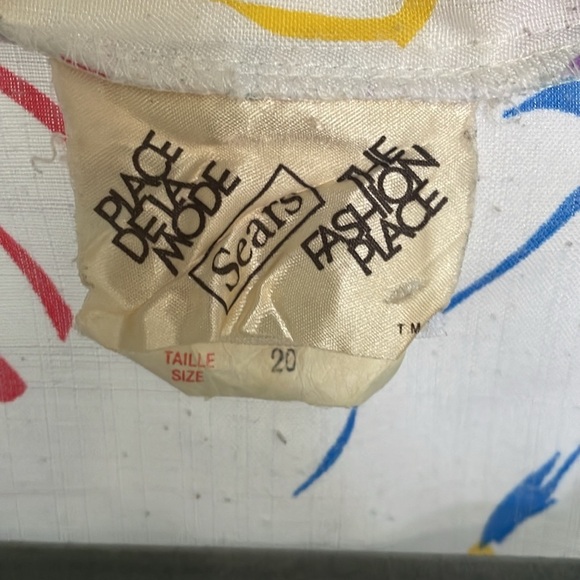 PLACE
DE LA
MODE
Sears
THE
FASHION
PLACE
TM
TAILLE
SIZE
20